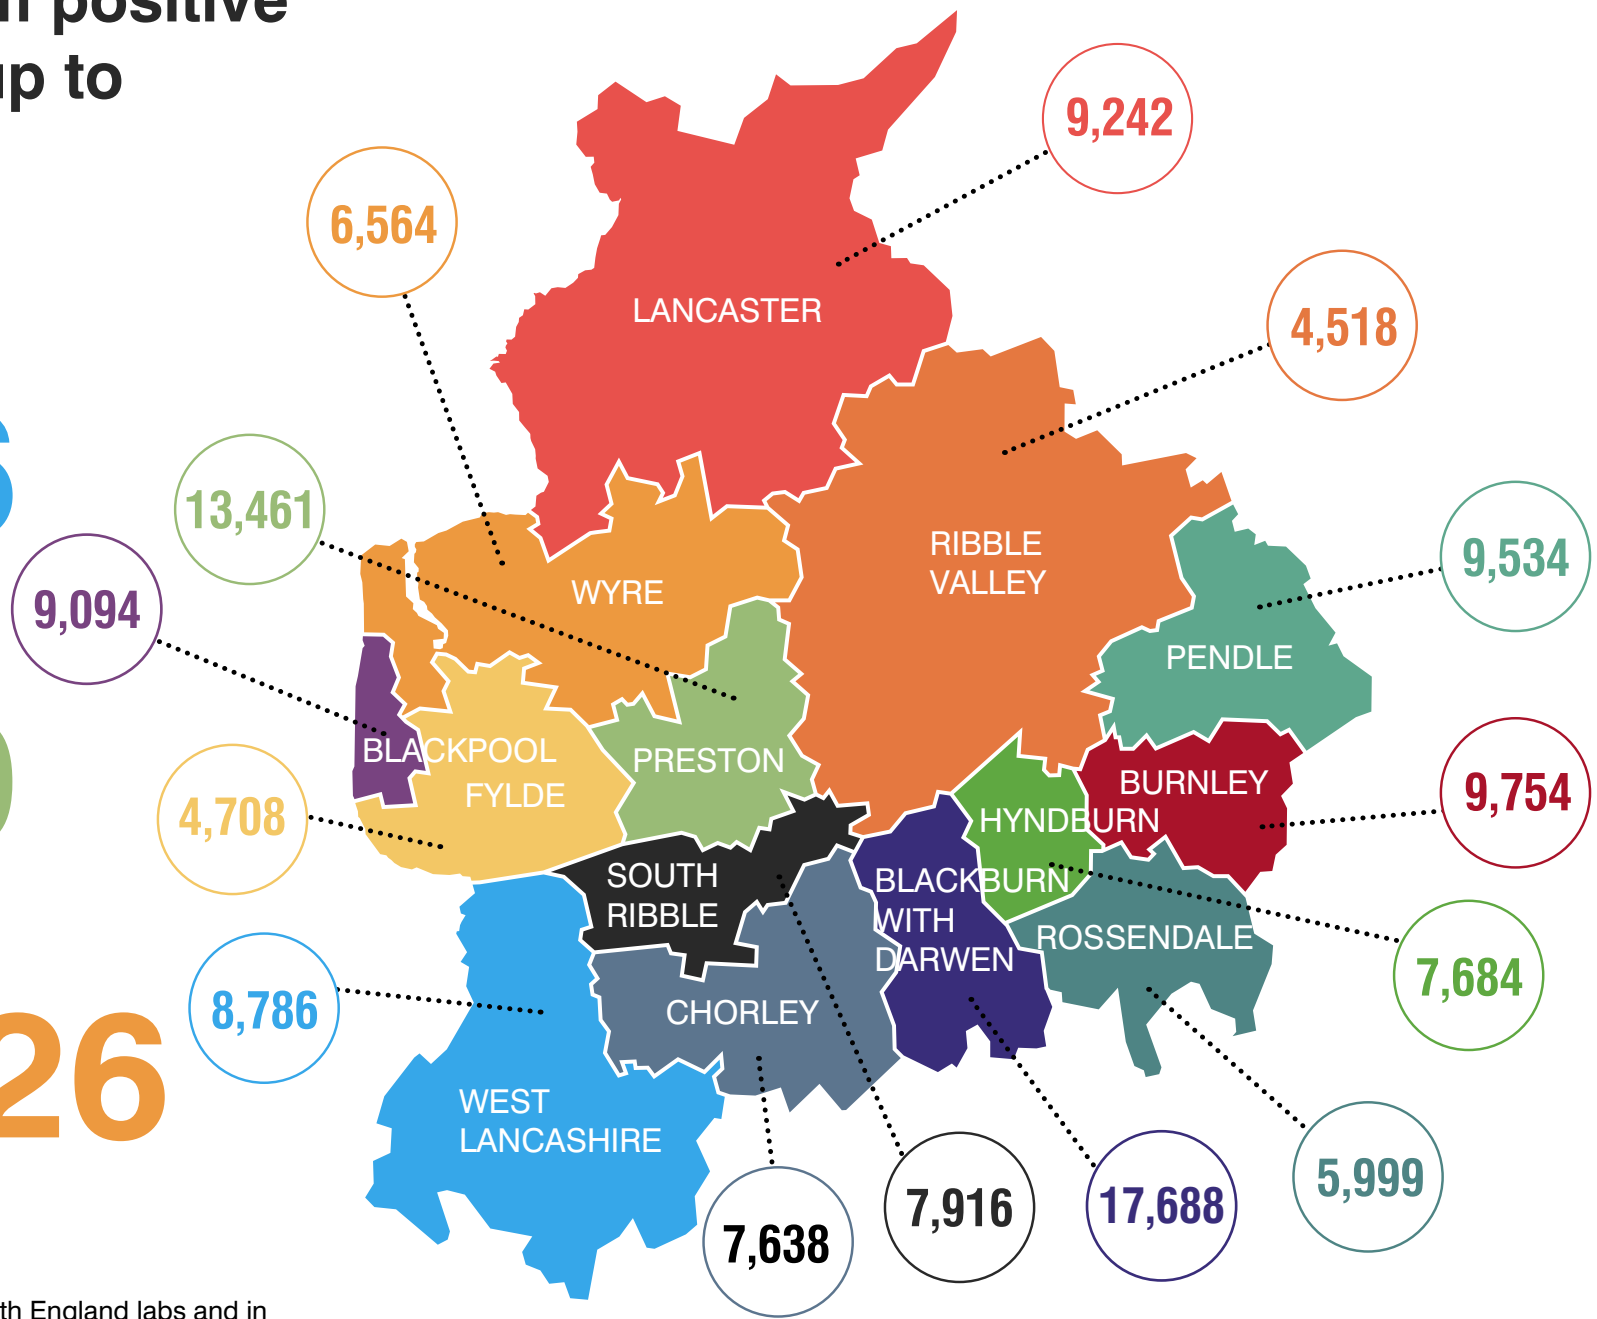 positive
up to
9,242
6,564
LANCASTER
4,518
13,461
RIBBLE
VALLEY
9,534
9,094
WYRE
PENDLE
BLACKPOOL
PRESTON
BURNLEY
4,708
FYLDE
9,754
HYNDBURN
SOUTH
RIBBLE
BLACKBURN
WITH
DARWEN
ROSSENDALE
7,684
8,786
CHORLEY
26
WEST
LANCASHIRE
5,999
7,916
17,688
7,638
England labs and in